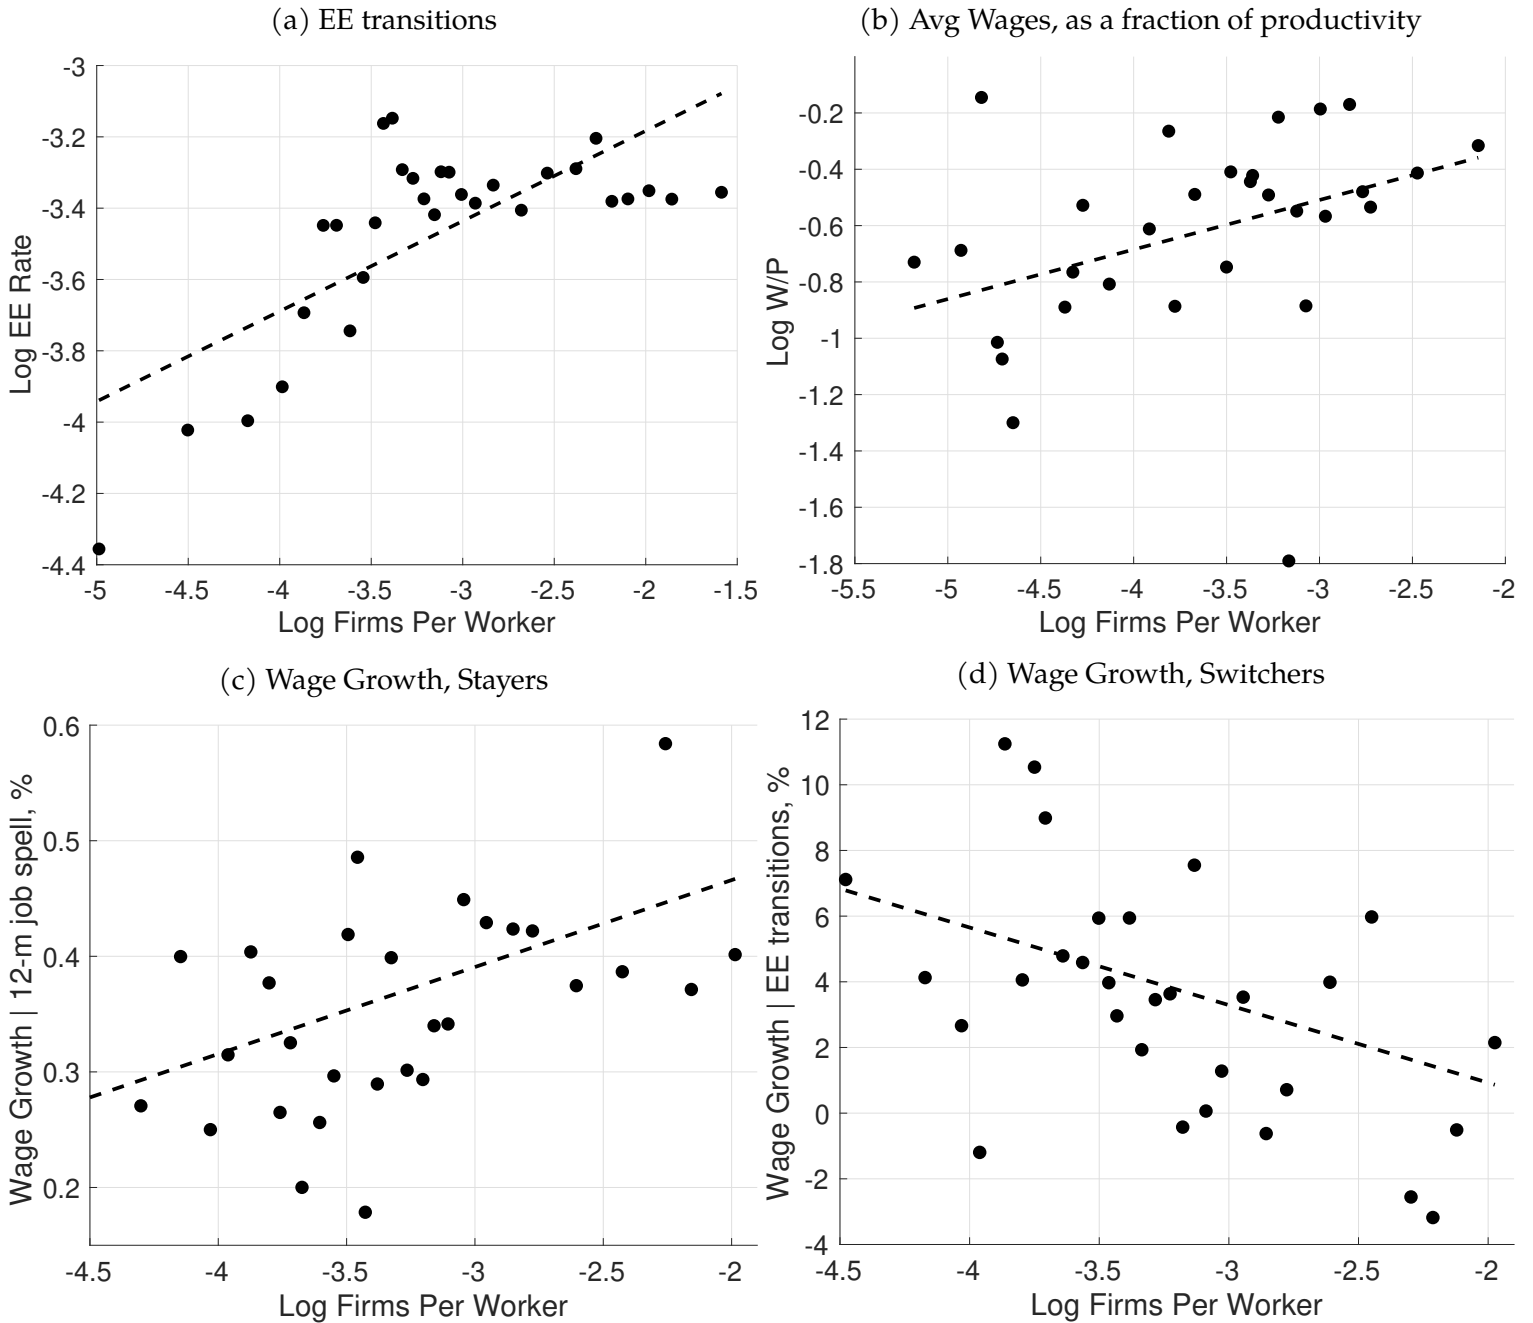 (a) EE transitions
-3
-3.2
-3.4
-3.6
-3.8
-4
-4.2
-4.4
Log EE Rate
-5 -4.5 -4 -3.5 -3 -2.5 -2 -1.5
Log Firms Per Worker
(b) Avg Wages, as a fraction of productivity
-0.2
-0.4
-0.6
-0.8
-1
-1.2
-1.4
-1.6
-1.8
Log W/P
-5.5 -5 -4.5 -4 -3.5 -3 -2.5 -2
Log Firms Per Worker
(c) Wage Growth, Stayers
0.6
0.5
0.4
0.3
0.2
Wage Growth | 12-m job spell, %
-4.5 -4 -3.5 -3 -2.5 -2
Log Firms Per Worker
(d) Wage Growth, Switchers
12
10
8
6
4
2
0
-2
-4
Wage Growth | EE transitions, %
-4.5 -4 -3.5 -3 -2.5 -2
Log Firms Per Worker